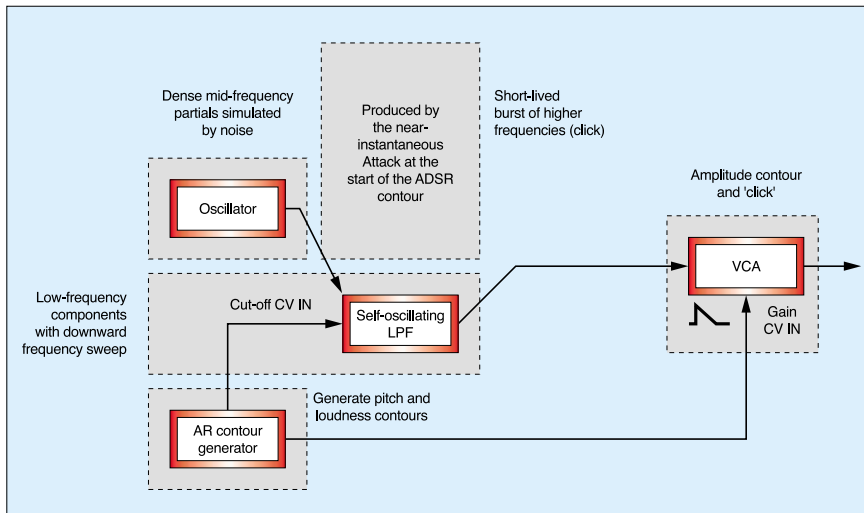 Dense mid-frequency
partials simulated
by noise
Produced by
the near-
instantaneous
Attack at the
start of the ADSR
contour
Short-lived
burst of higher
frequencies (click)
Oscillator
Amplitude contour
and 'click'
VCA
Gain
CV IN
Low-frequency
components
with downward
frequency sweep
Cut-off CV IN
Self-oscillating
LPF
Generate pitch and
loudness contours
AR contour
generator